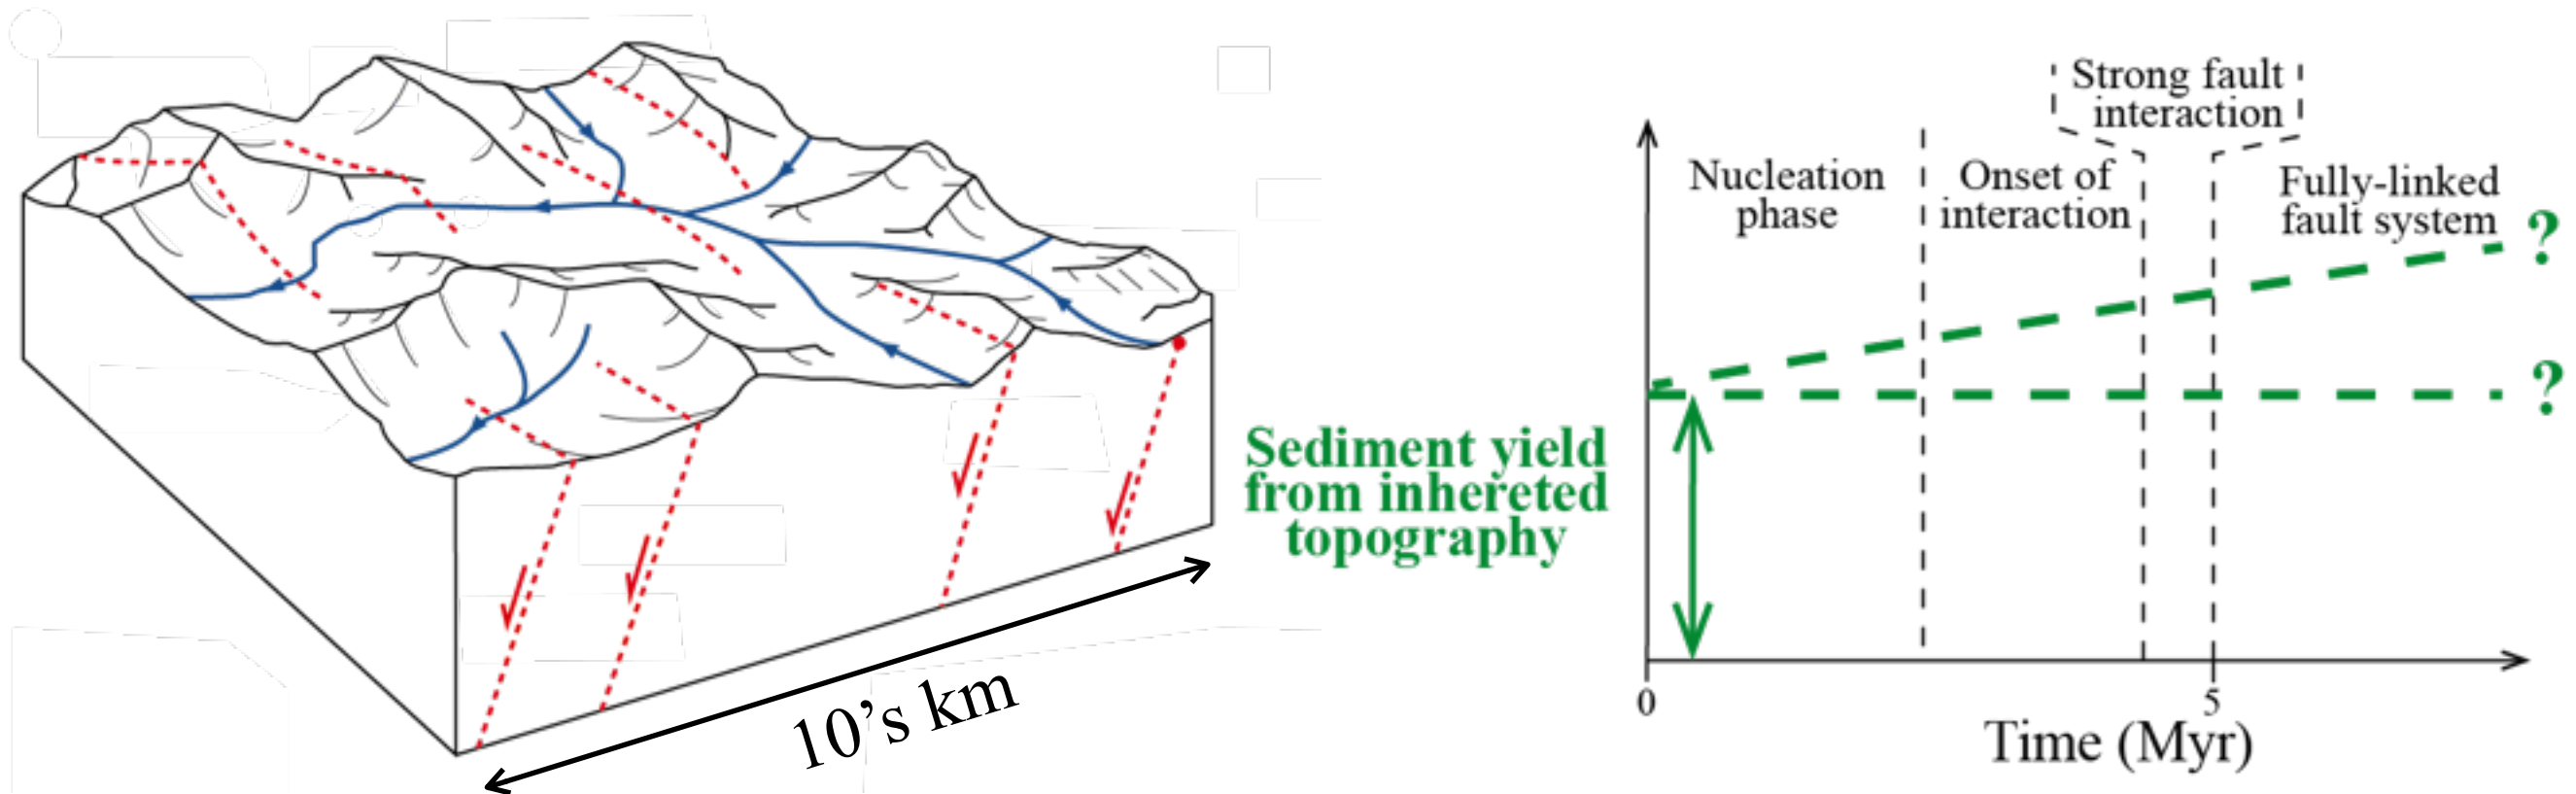 10's km
Sediment yield
from inhereted
topography
Strong fault
interaction
Nucleation
phase
Onset of
interaction
Fully-linked
fault system
?
?
0
5
Time (Myr)